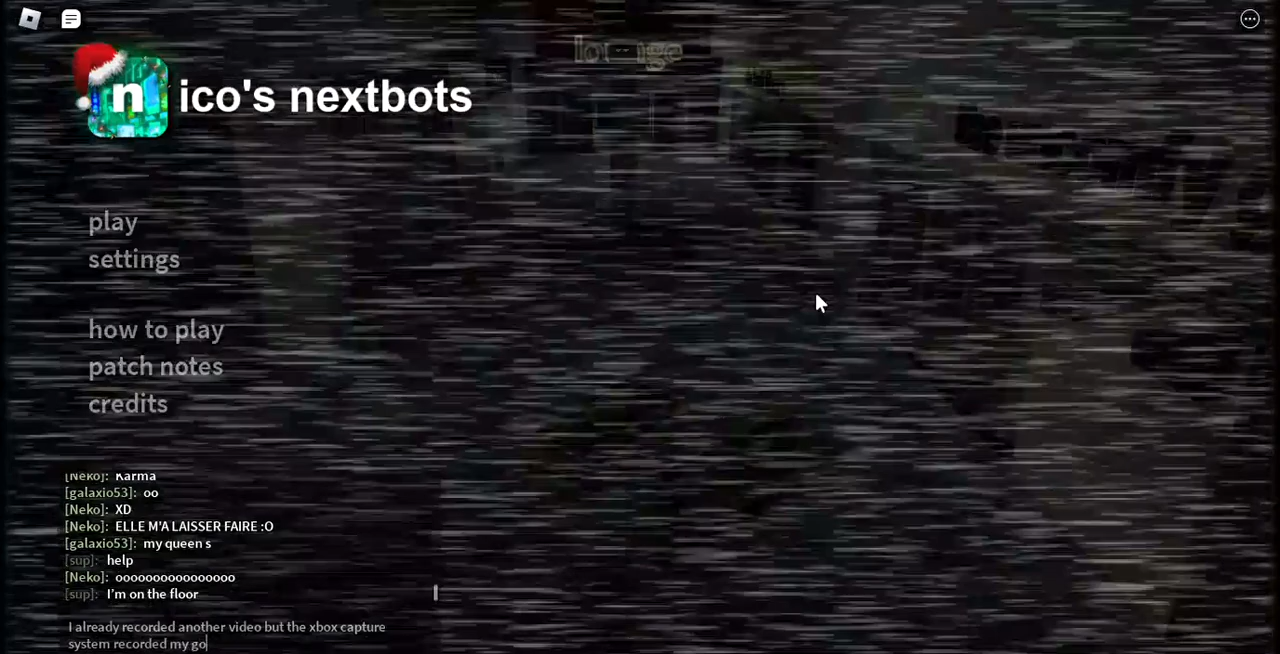 lounge
n ico's nextbots
play
settings
how to play
patch notes
credits
[Neko]: Karma
[galaxio53]: oo
[Neko]: XD
[Neko]: ELLE M'A LAISSER FAIRE :O
[galaxio53]: my queen s
[sup]: help
[Neko]: oooooooooooooooo
[sup]: I'm on the floor
I already recorded another video but the xbox capture
system recorded my go